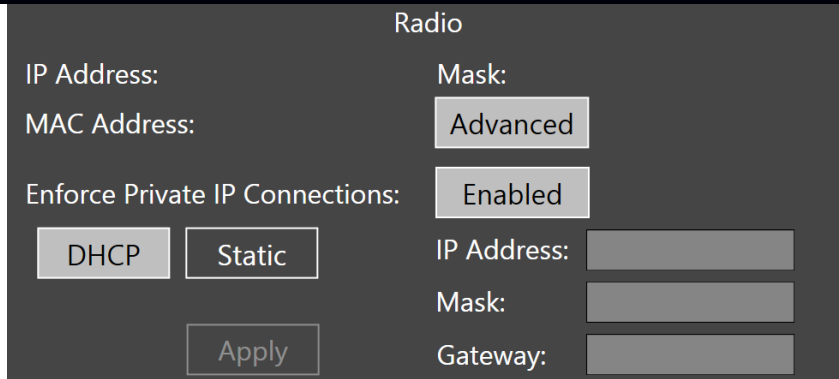 Radio
IP Address: Mask:
MAC Address: Advanced
Enforce Private IP Connections: Enabled
DHCP Static IP Address:
Mask:
Apply Gateway: